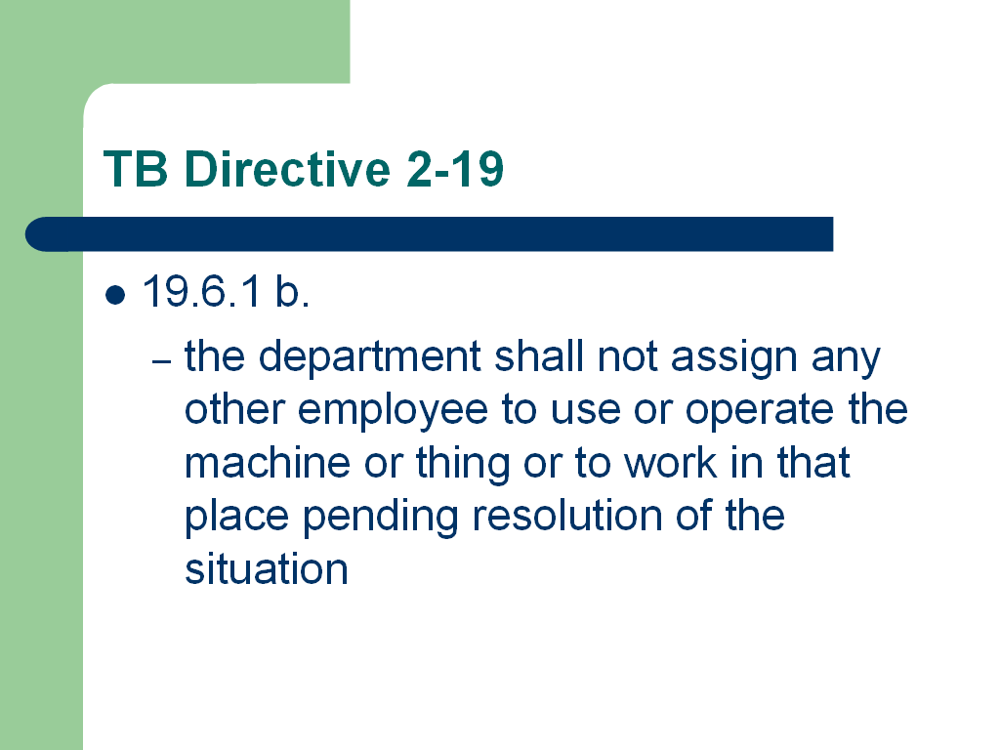 TB Directive 2-19
19.6.1 b.
– the department shall not assign any
other employee to use or operate the
machine or thing or to work in that
place pending resolution of the
situation